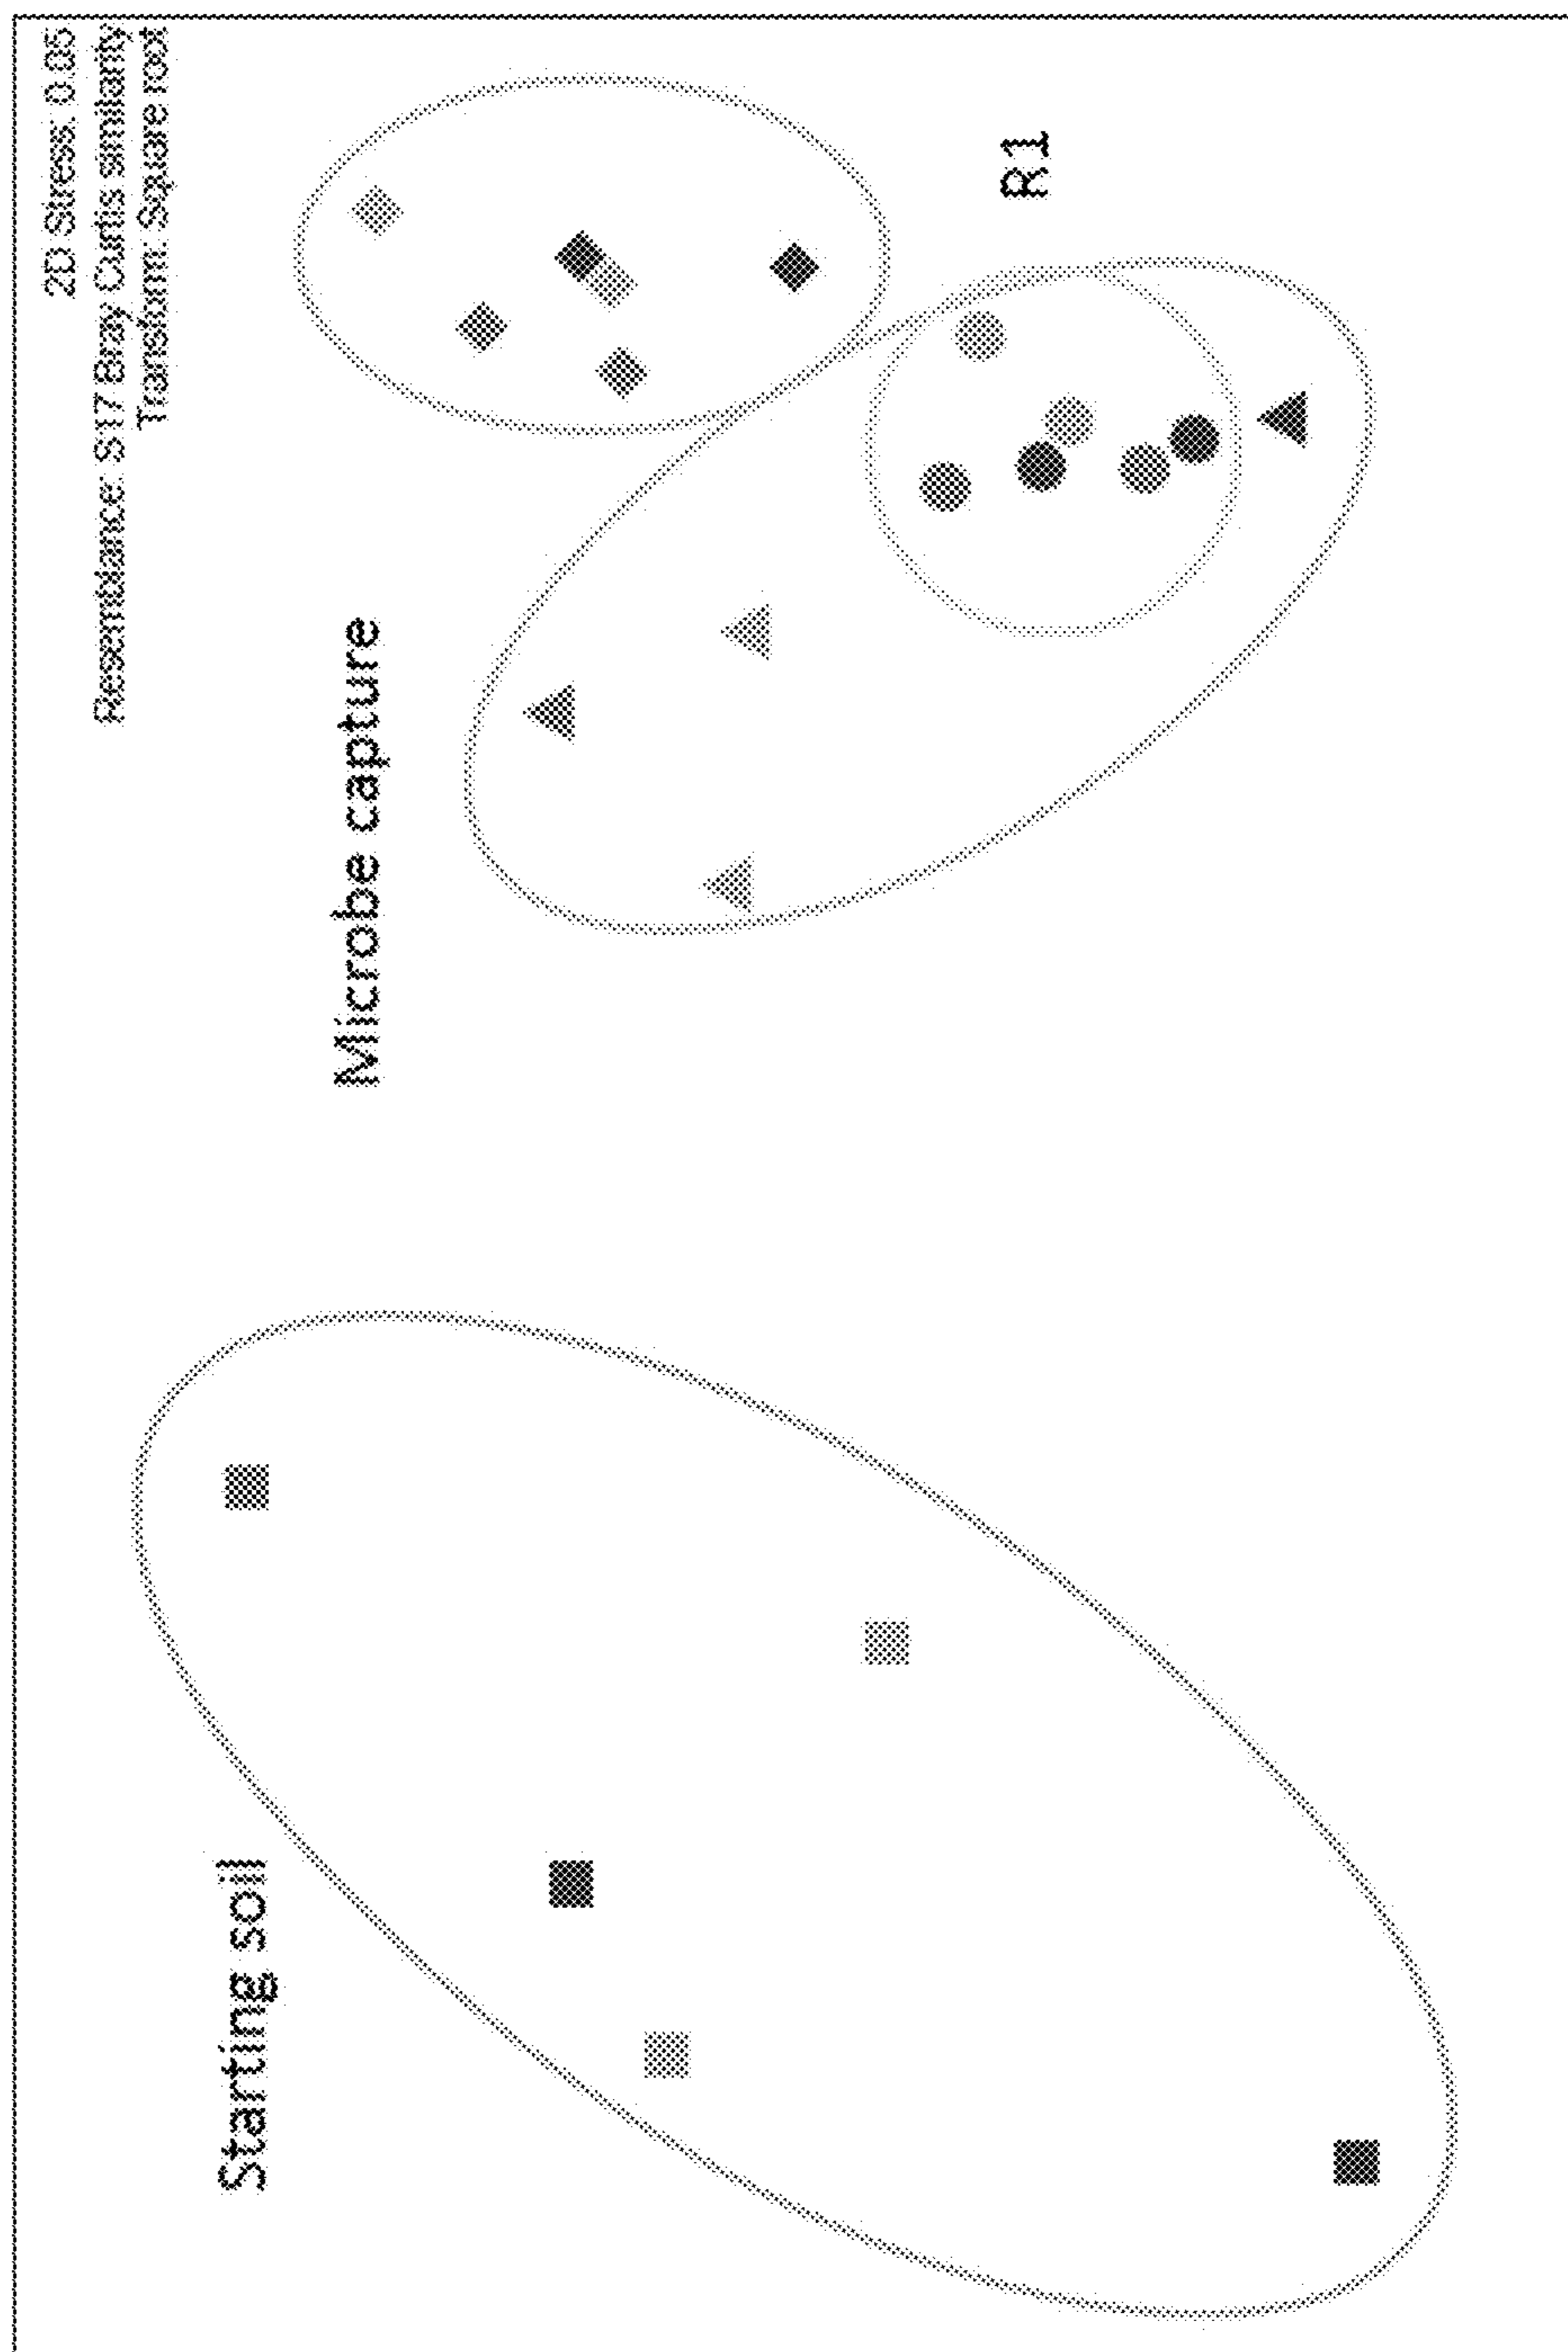 2D Stress: 0.05
Resemblance: S17 Bray Curtis similarity
Transform: Square root
Starting soil
Microbe capture
R1